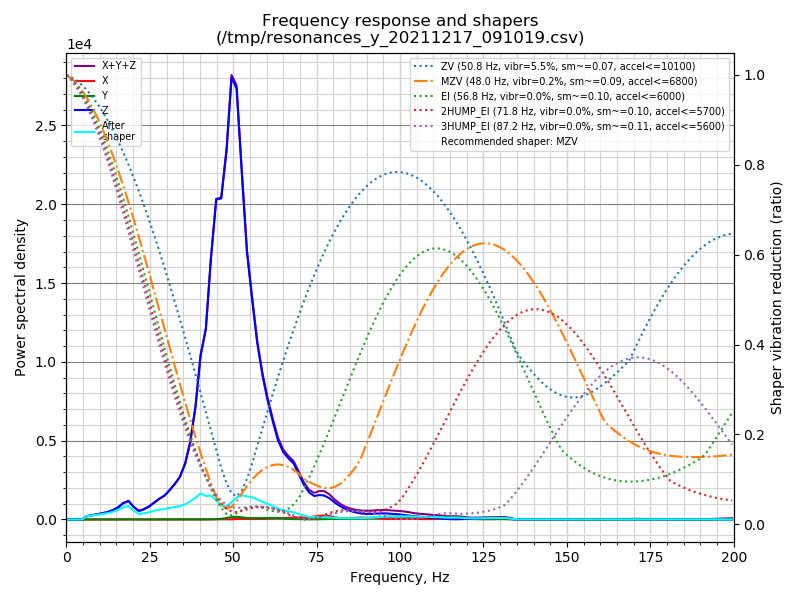 Frequency response and shapers
(/tmp/resonances_y_20211217_091019.csv)
1e4
X+Y+Z
X
Y
Z
After
shaper
ZV (50.8 Hz, vibr=5.5%, sm~=0.07, accel<=10100)
MZV (48.0 Hz, vibr=0.2%, sm~=0.09, accel<=6800)
EI (56.8 Hz, vibr=0.0%, sm~=0.10, accel<=6000)
2HUMP_EI (71.8 Hz, vibr=0.0%, sm~=0.10, accel<=5700)
3HUMP_EI (87.2 Hz, vibr=0.0%, sm~=0.11, accel<=5600)
Recommended shaper: MZV
Power spectral density
2.5
2.0
1.5
1.0
0.5
0.0
1.0
0.8
0.6
0.4
0.2
0.0
Shaper vibration reduction (ratio)
0
25
50
75
100
125
150
175
200
Frequency, Hz